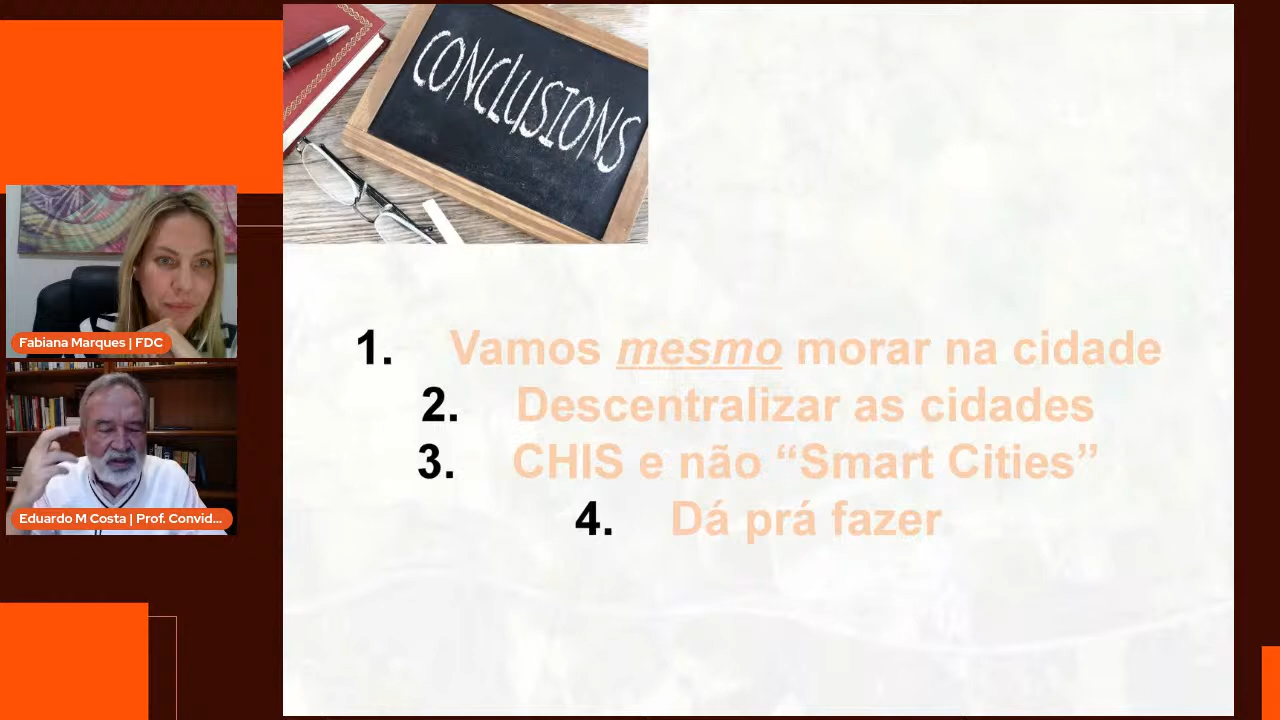 CONCLUSIONS
Fabiana Marques | FDC
Eduardo M Costa | Prof. Convid...
1. Vamos mesmo morar na cidade
2. Descentralizar as cidades
3. CHIS e não “Smart Cities”
4. Dá prá fazer